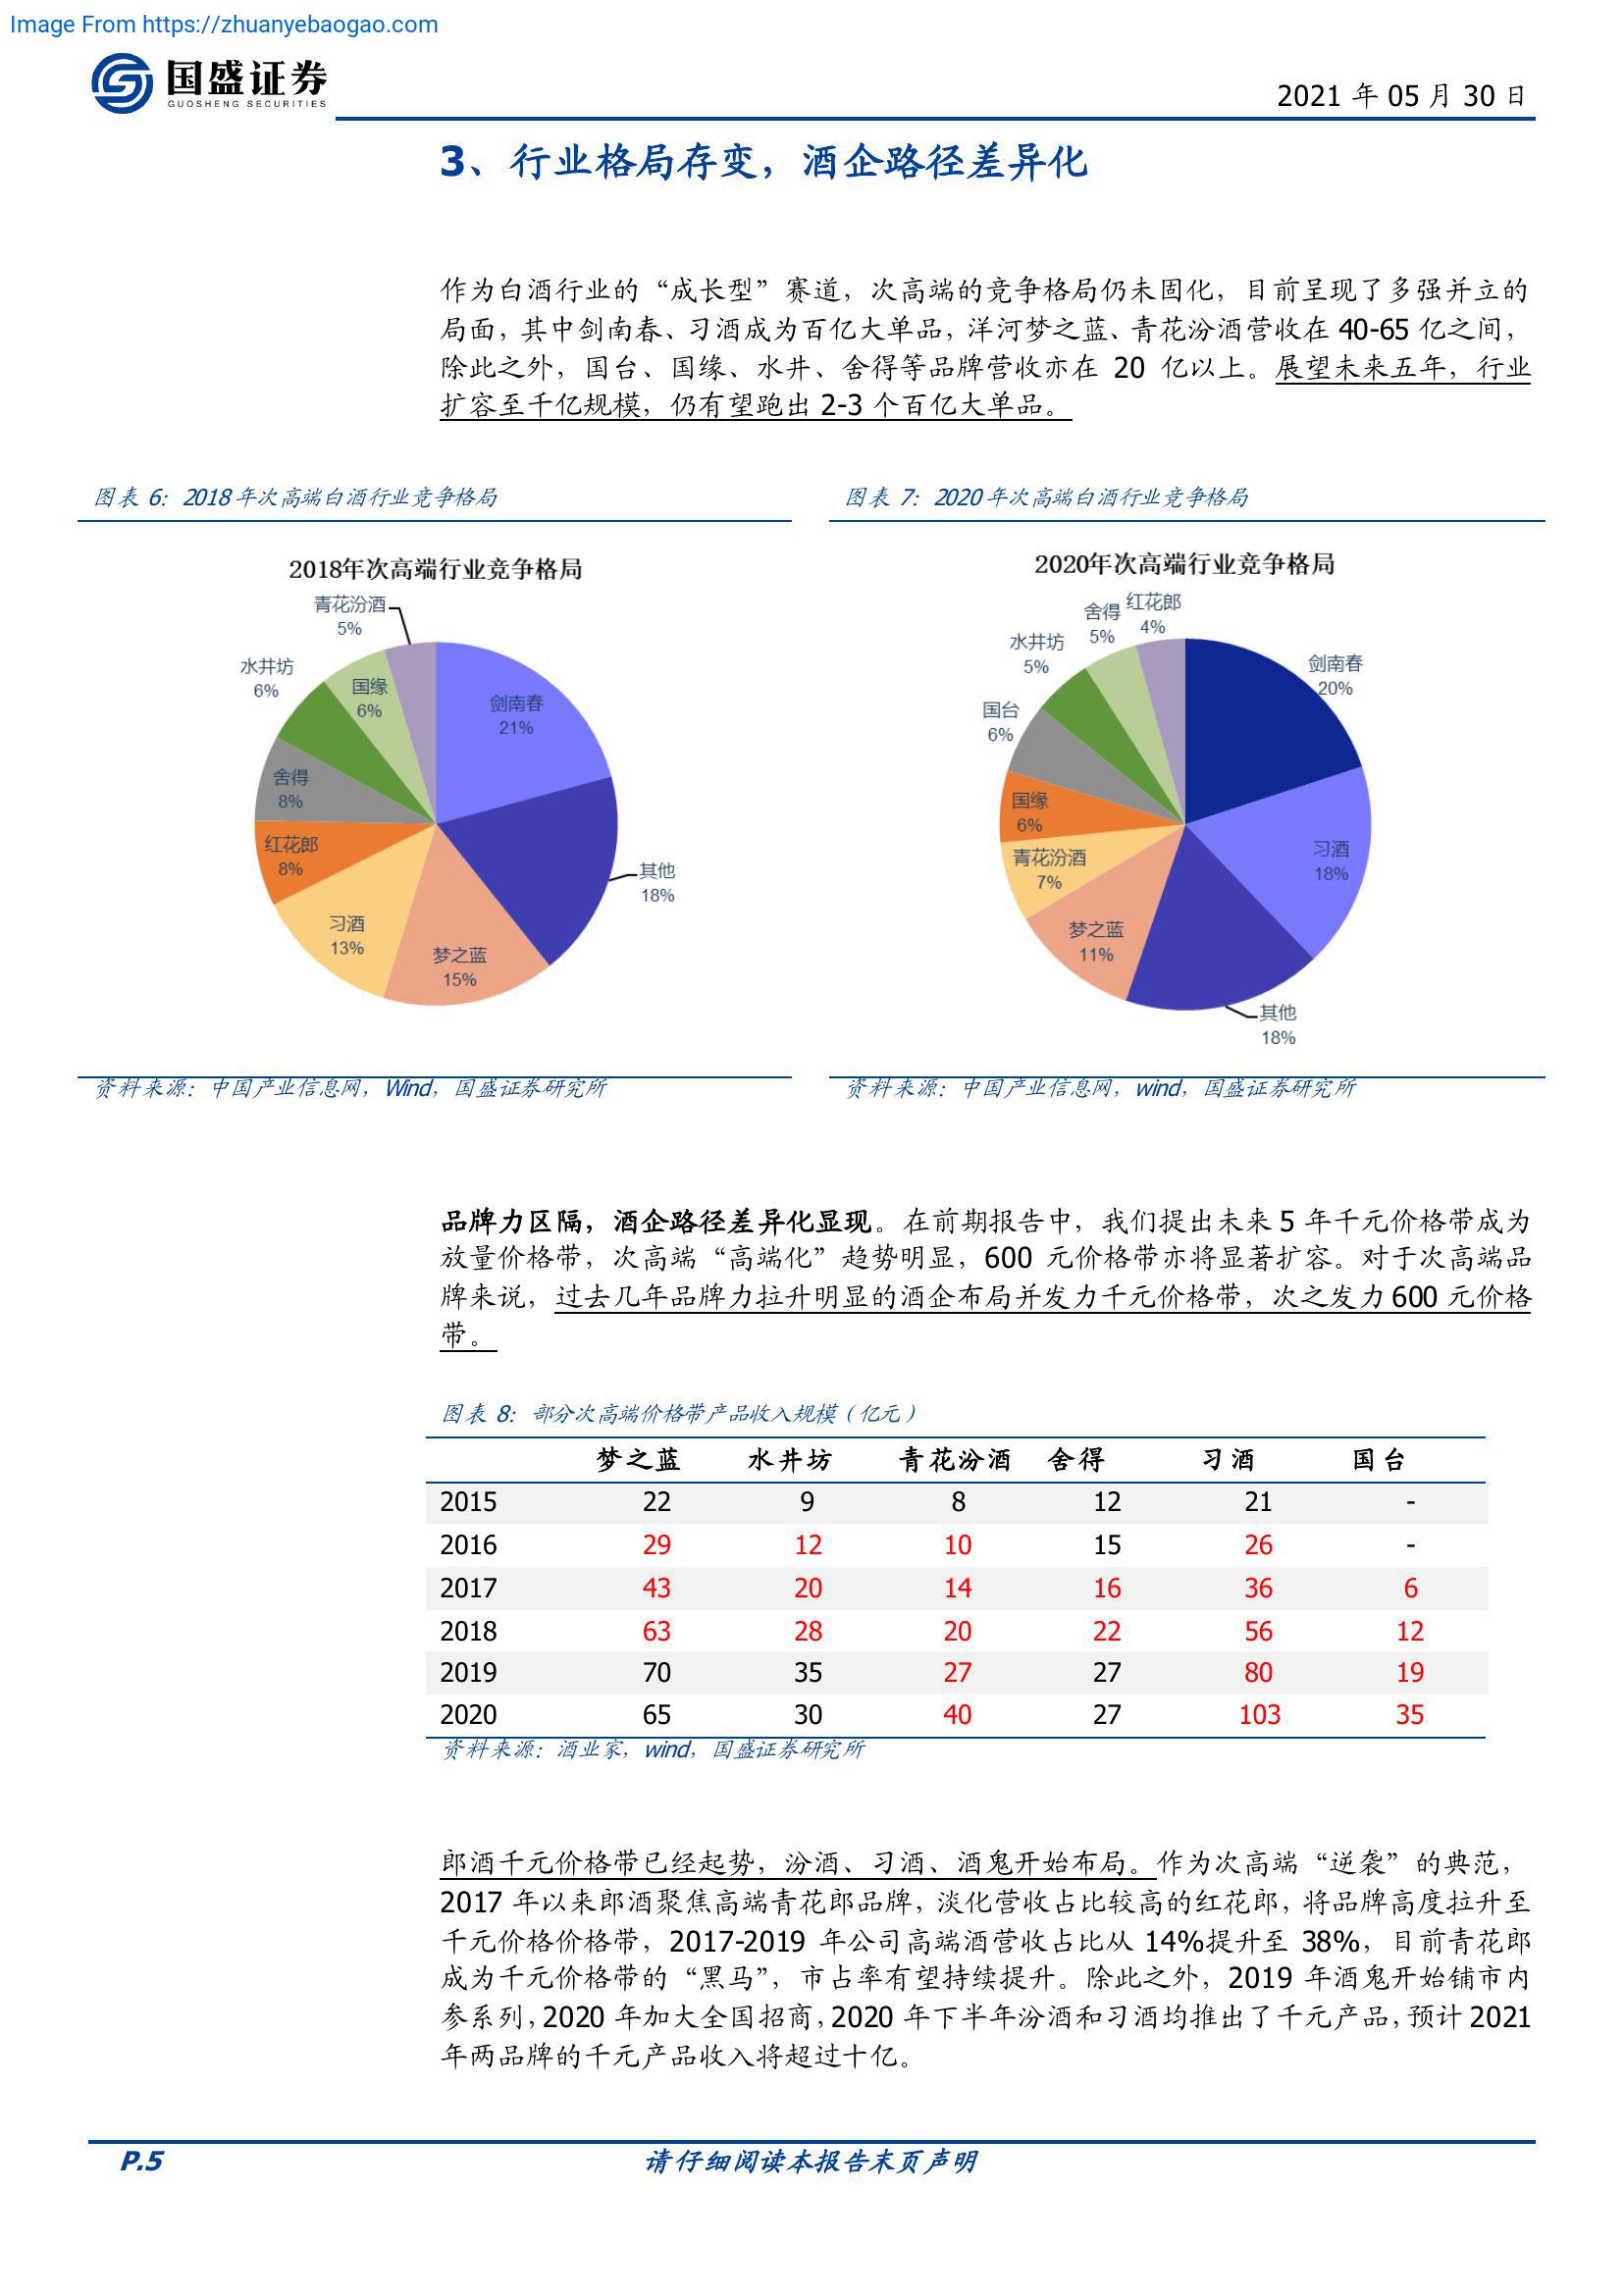 Image From https://zhuanyebaogao.com
国盛证券
GUOSHENG SECURITIES
2021 年 05 月 30 日
3、行业格局存变，酒企路径差异化
作为白酒行业的“成长型”赛道，次高端的竞争格局仍未固化，目前呈现了多强并立的
局面，其中剑南春、习酒成为百亿大单品，洋河梦之蓝、青花汾酒营收在 40-65 亿之间，
除此之外，国台、国缘、水井、舍得等品牌营收亦在 20 亿以上。展望未来五年，行业
扩容至千亿规模，仍有望跑出 2-3 个百亿大单品。
图表 6：2018 年次高端白酒行业竞争格局
2018年次高端行业竞争格局
青花汾酒
5%
水井坊
6%
国缘
6%
剑南春
21%
舍得
8%
红花郎
8%
其他
18%
习酒
13%
梦之蓝
15%
资料来源：中国产业信息网，Wind，国盛证券研究所
图表 7：2020 年次高端白酒行业竞争格局
2020年次高端行业竞争格局
红花郎
4%
舍得
5%
水井坊
5%
剑南春
20%
国台
6%
国缘
6%
习酒
18%
青花汾酒
7%
梦之蓝
11%
其他
18%
资料来源：中国产业信息网，wind，国盛证券研究所
品牌力区隔，酒企路径差异化显现。在前期报告中，我们提出未来 5 年千元价格带成为
放量价格带，次高端“高端化”趋势明显，600 元价格带亦将显著扩容。对于次高端品
牌来说，过去几年品牌力拉升明显的酒企布局并发力千元价格带，次之发力 600 元价格
带。
图表 8：部分次高端价格带产品收入规模（亿元）
梦之蓝 水井坊 青花汾酒 舍得 习酒 国台
2015 22 9 8 12 21 -
2016 29 12 10 15 26 -
2017 43 20 14 16 36 6
2018 63 28 20 22 56 12
2019 70 35 27 27 80 19
2020 65 30 40 27 103 35
资料来源：酒业家，wind，国盛证券研究所
郎酒千元价格带已经起势，汾酒、习酒、酒鬼开始布局。作为次高端“逆袭”的典范，
2017 年以来郎酒聚焦高端青花郎品牌，淡化营收占比较高的红花郎，将品牌高度拉升至
千元价格价格带，2017-2019 年公司高端酒营收占比从 14%提升至 38%，目前青花郎
成为千元价格带的“黑马”，市占率有望持续提升。除此之外，2019 年酒鬼开始铺市内
参系列，2020 年加大全国招商，2020 年下半年汾酒和习酒均推出了千元产品，预计 2021
年两品牌的千元产品收入将超过十亿。
P.5
请仔细阅读本报告末页声明